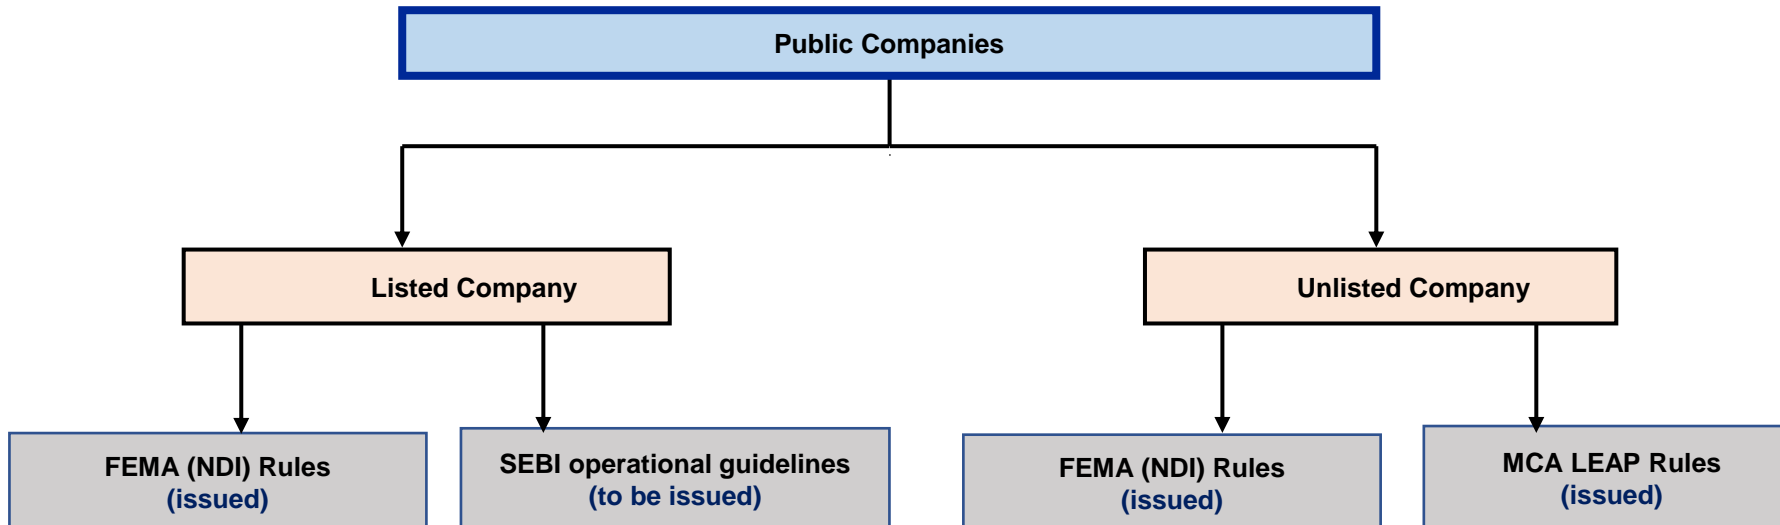 Public Companies
Listed Company
Unlisted Company
FEMA (NDI) Rules
(issued)
SEBI operational guidelines
(to be issued)
FEMA (NDI) Rules
(issued)
MCA LEAP Rules
(issued)